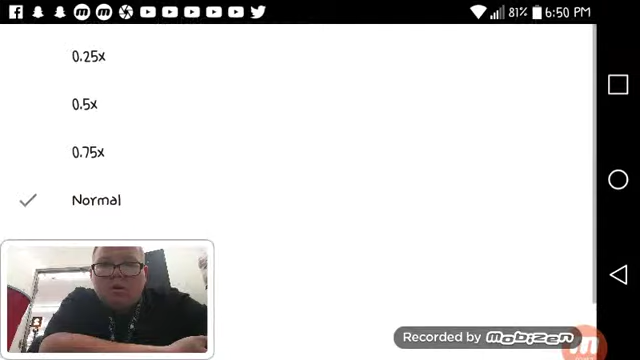 81% 6:50 PM
0.25x
0.5x
0.75x
Normal
Recorded by MOBIZEN